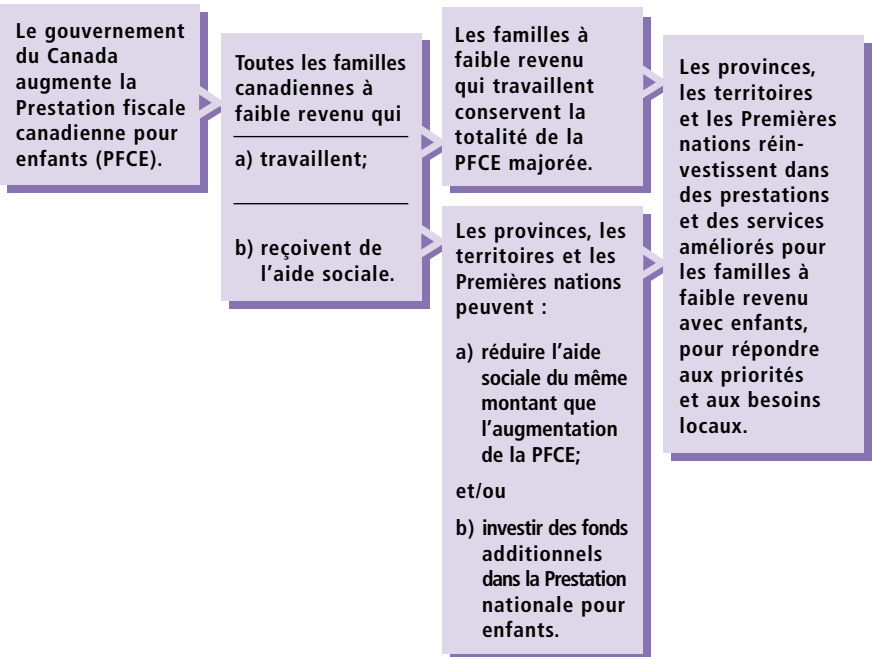 Le gouvernement
du Canada
augmente la
Prestation fiscale
canadienne pour
enfants (PFCE).
Toutes les familles
canadiennes à
faible revenu qui
a) travaillent;
b) reçoivent de
l'aide sociale.
Les familles à
faible revenu
qui travaillent
conservent la
totalité de la
PFCE majorée.
Les provinces, les
territoires et les
Premières nations
peuvent :
a) réduire l'aide
sociale du même
montant que
l'augmentation
de la PFCE;
et/ou
b) investir des fonds
additionnels
dans la Prestation
nationale pour
enfants.
Les provinces,
les territoires
et les Premières
nations réin-
vestissent dans
des prestations
et des services
améliorés pour
les familles à
faible revenu
avec enfants,
pour répondre
aux priorités
et aux besoins
locaux.